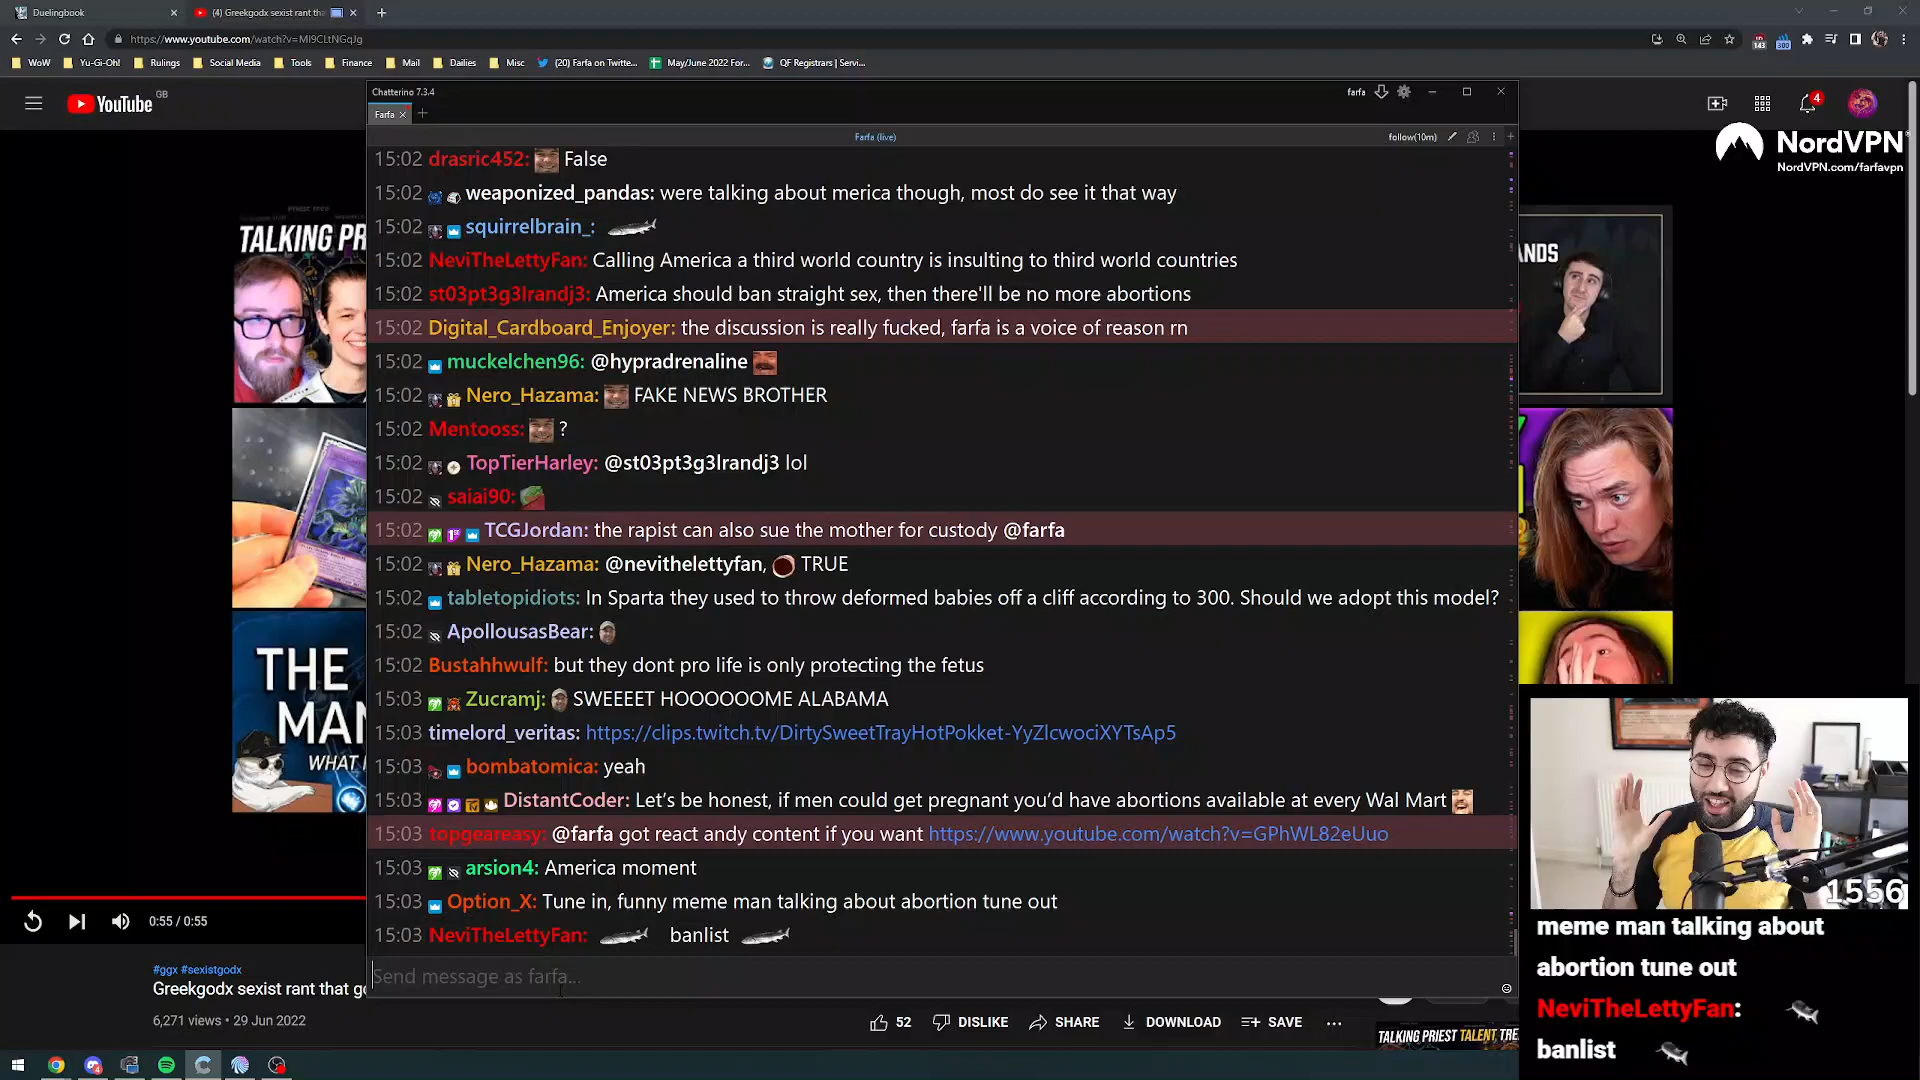 Duelingbook
(4) Greekgodx sexist rant tha
https://www.youtube.com/watch?v=MI9CLtNGqJg
WoW
Yu-Gi-Oh!
Rulings
Social Media
Tools
Finance
Mail
Dailies
Misc
(20) Farfa on Twitte...
May/June 2022 For...
QF Registrars | Servi...
143
300
YouTube GB
4
NordVPN
NordVPN.com/farfavpn
Chatterino 7.3.4
farfa
Farfa
Farfa (live)
follow(10m)
15:02 drasric452: False
15:02 weaponized_pandas: were talking about merica though, most do see it that way
15:02 squirrelbrain_:
15:02 NeviTheLettyFan: Calling America a third world country is insulting to third world countries
15:02 st03pt3g3lrandj3: America should ban straight sex, then there'll be no more abortions
15:02 Digital_Cardboard_Enjoyer: the discussion is really fucked, farfa is a voice of reason rn
15:02 muckelchen96: @hypradrenaline
15:02 Nero_Hazama: FAKE NEWS BROTHER
15:02 Mentooss: ?
15:02 TopTierHarley: @st03pt3g3lrandj3 lol
15:02 saiai90:
15:02 TCGJordan: the rapist can also sue the mother for custody @farfa
15:02 Nero_Hazama: @nevithelettyfan, TRUE
15:02 tabletopidiots: In Sparta they used to throw deformed babies off a cliff according to 300. Should we adopt this model?
15:02 ApollousasBear:
15:02 Bustahhwulf: but they dont pro life is only protecting the fetus
15:03 Zucramj: SWEEEET HOOOOOOME ALABAMA
15:03 timelord_veritas: https://clips.twitch.tv/DirtySweetTrayHotPokket-YyZlcwociXYTsAp5
15:03 bombatomica: yeah
15:03 DistantCoder: Let's be honest, if men could get pregnant you'd have abortions available at every Wal Mart
15:03 topgeareasy: @farfa got react andy content if you want https://www.youtube.com/watch?v=GPhWL82eUuo
15:03 arsion4: America moment
15:03 Option_X: Tune in, funny meme man talking about abortion tune out
15:03 NeviTheLettyFan: banlist
Send message as farfa...
TALKING PR
THE
MAN
WHAT
ANDS
0:55 / 0:55
#ggx #sexistgodx
Greekgodx sexist rant that go
6,271 views • 29 Jun 2022
52
DISLIKE
SHARE
DOWNLOAD
SAVE
TALKING PRIEST TALENT TRE
1556
meme man talking about
abortion tune out
NeviTheLettyFan:
banlist